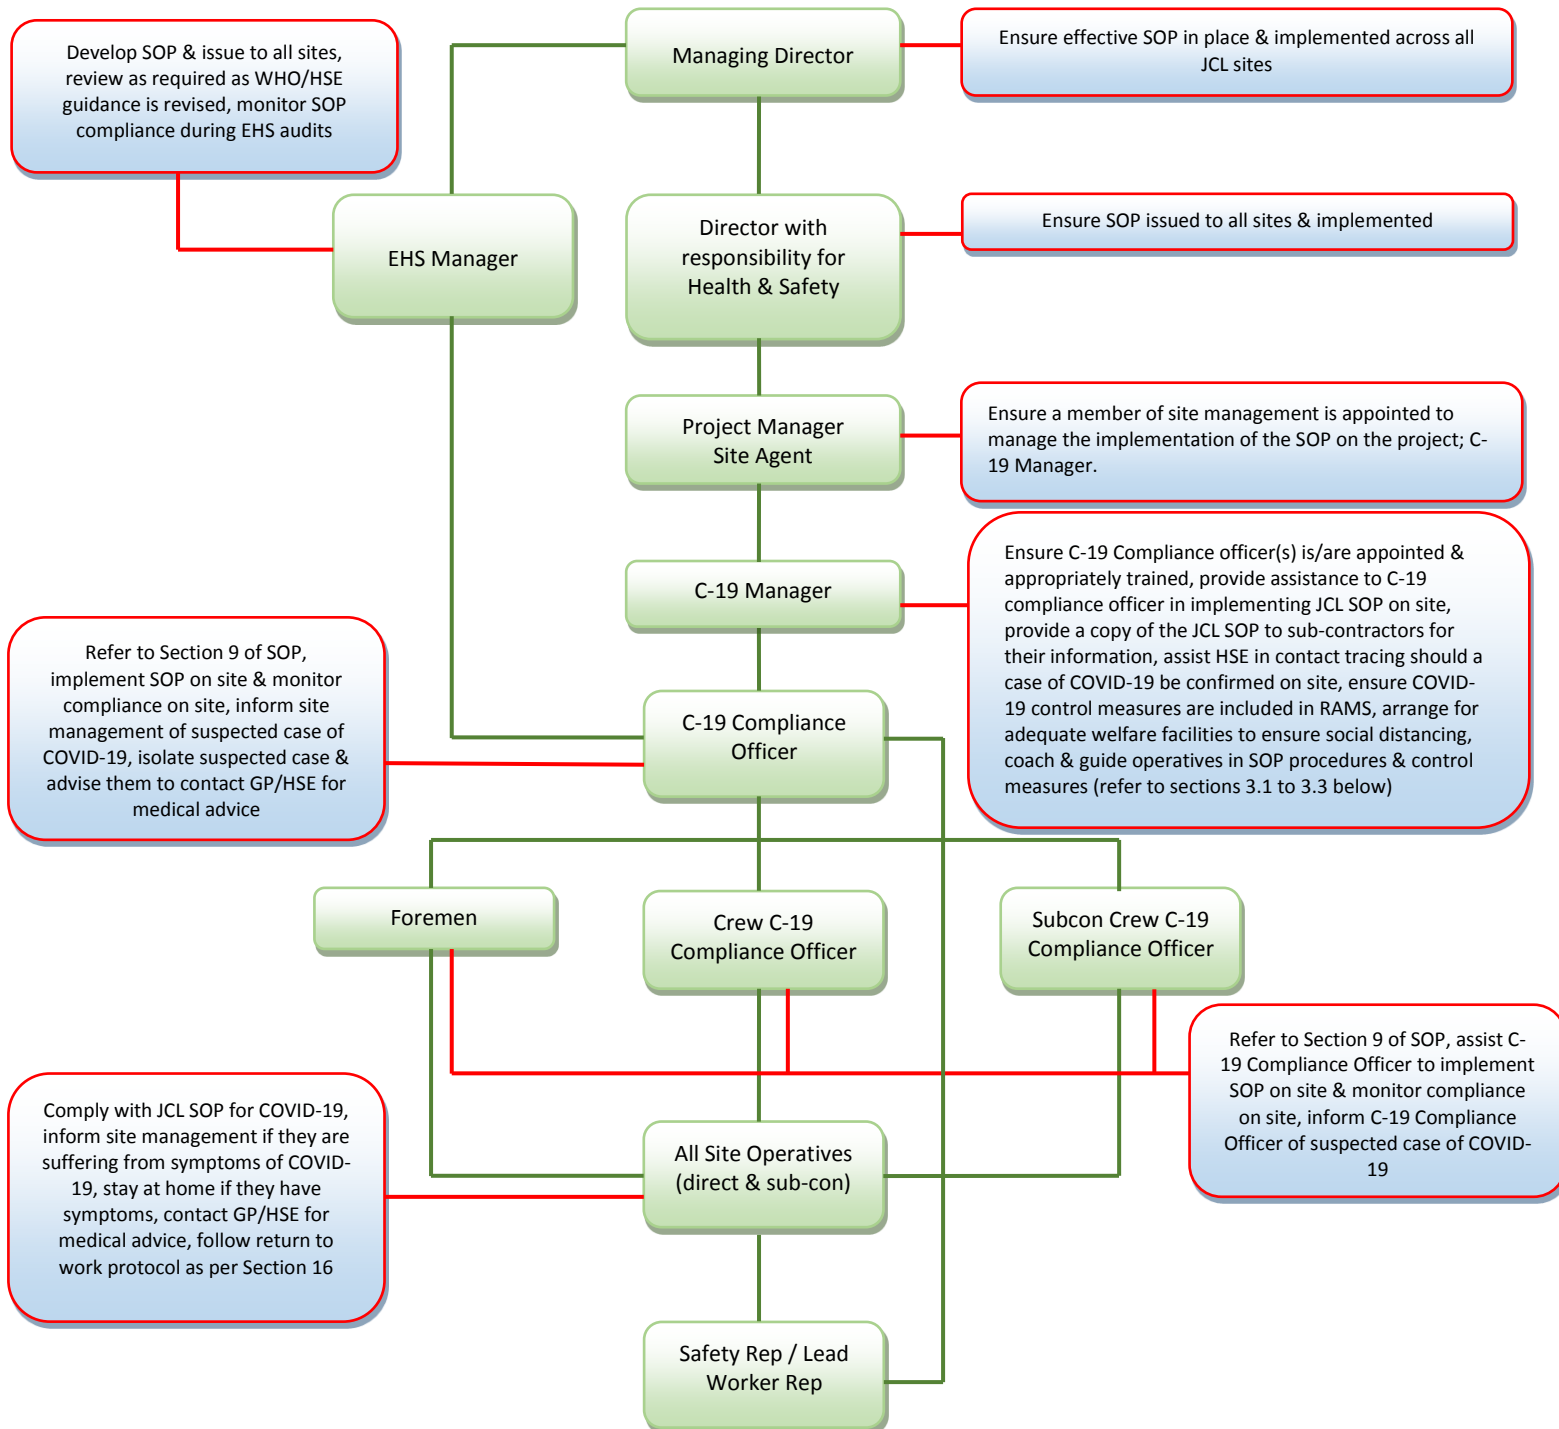 Develop SOP & issue to all sites,
review as required as WHO/HSE
guidance is revised, monitor SOP
compliance during EHS audits
Managing Director
Ensure effective SOP in place & implemented across all
JCL sites
EHS Manager
Director with
responsibility for
Health & Safety
Ensure SOP issued to all sites & implemented
Project Manager
Site Agent
Ensure a member of site management is appointed to
manage the implementation of the SOP on the project; C-
19 Manager.
C-19 Manager
Ensure C-19 Compliance officer(s) is/are appointed &
appropriately trained, provide assistance to C-19
compliance officer in implementing JCL SOP on site,
provide a copy of the JCL SOP to sub-contractors for
their information, assist HSE in contact tracing should a
case of COVID-19 be confirmed on site, ensure COVID-
19 control measures are included in RAMS, arrange for
adequate welfare facilities to ensure social distancing,
coach & guide operatives in SOP procedures & control
measures (refer to sections 3.1 to 3.3 below)
Refer to Section 9 of SOP,
implement SOP on site & monitor
compliance on site, inform site
management of suspected case of
COVID-19, isolate suspected case &
advise them to contact GP/HSE for
medical advice
C-19 Compliance
Officer
Foremen
Crew C-19
Compliance Officer
Subcon Crew C-19
Compliance Officer
Refer to Section 9 of SOP, assist C-
19 Compliance Officer to implement
SOP on site & monitor compliance
on site, inform C-19 Compliance
Officer of suspected case of COVID-
19
Comply with JCL SOP for COVID-19,
inform site management if they are
suffering from symptoms of COVID-
19, stay at home if they have
symptoms, contact GP/HSE for
medical advice, follow return to
work protocol as per Section 16
All Site Operatives
(direct & sub-con)
Safety Rep / Lead
Worker Rep